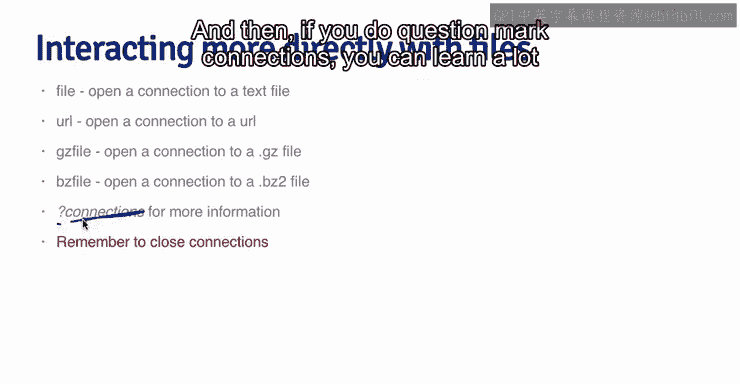 Interacting more directly with files
And then, if you do question mark
connections, you can learn a lot
· file - open a connection to a text file
· url - open a connection to a url
· gzfile - open a connection to a .gz file
· bzfile - open a connection to a .bz2 file
· ?connections for more information
· Remember to close connections